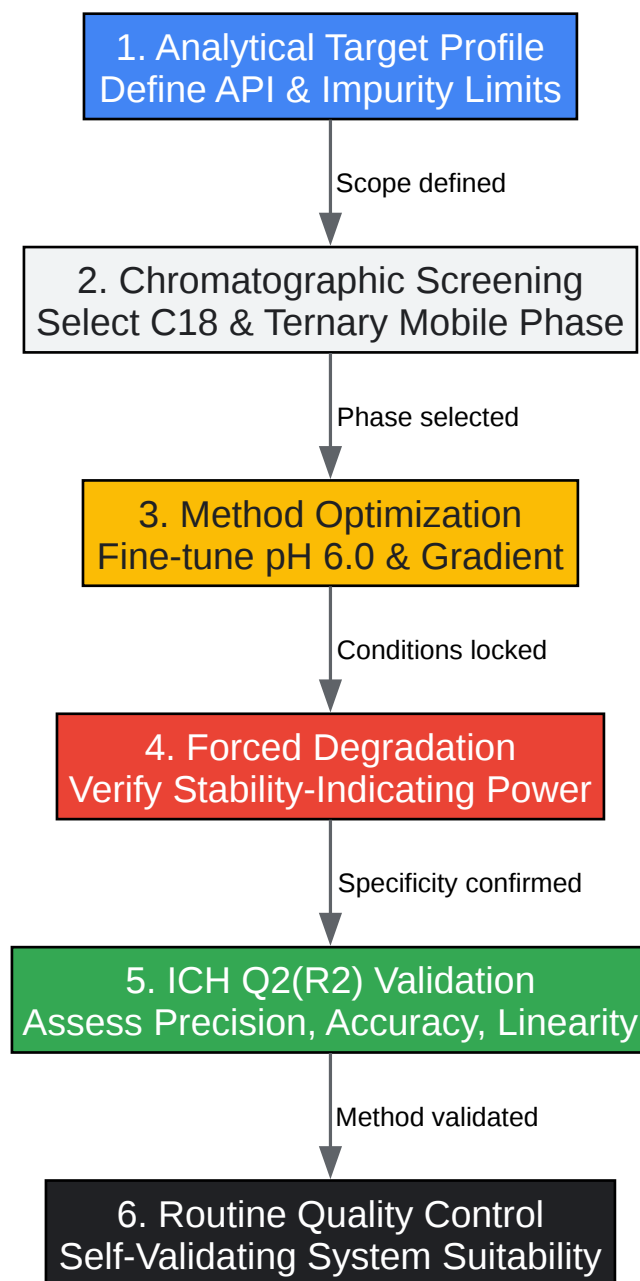 1. Analytical Target Profile
Define API & Impurity Limits
Scope defined
2. Chromatographic Screening
Select C18 & Ternary Mobile Phase
Phase selected
3. Method Optimization
Fine-tune pH 6.0 & Gradient
Conditions locked
4. Forced Degradation
Verify Stability-Indicating Power
Specificity confirmed
5. ICH Q2(R2) Validation
Assess Precision, Accuracy, Linearity
Method validated
6. Routine Quality Control
Self-Validating System Suitability